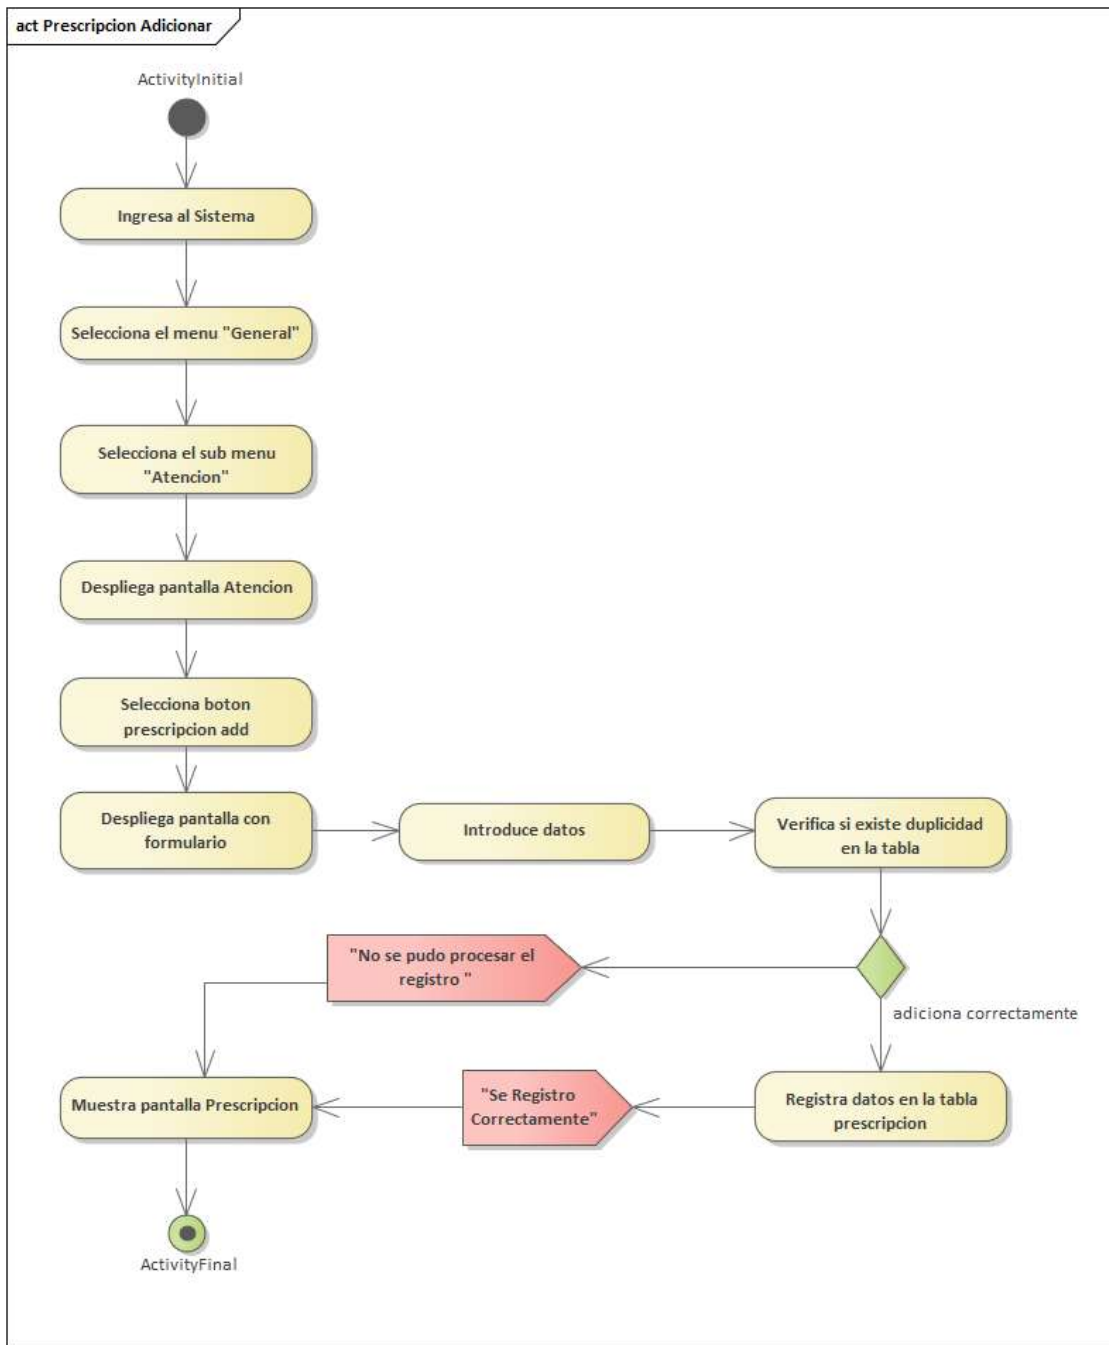 act Prescripcion Adicionar
ActivityInitial
Ingresa al Sistema
Selecciona el menu "General"
Selecciona el sub menu
"Atencion"
Despliega pantalla Atencion
Selecciona boton
prescripcion add
Despliega pantalla con
formulario
Introduce datos
Verifica si existe duplicidad
en la tabla
"No se pudo procesar el
registro "
adiciona correctamente
Muestra pantalla Prescripcion
"Se Registro
Correctamente"
Registra datos en la tabla
prescripcion
ActivityFinal